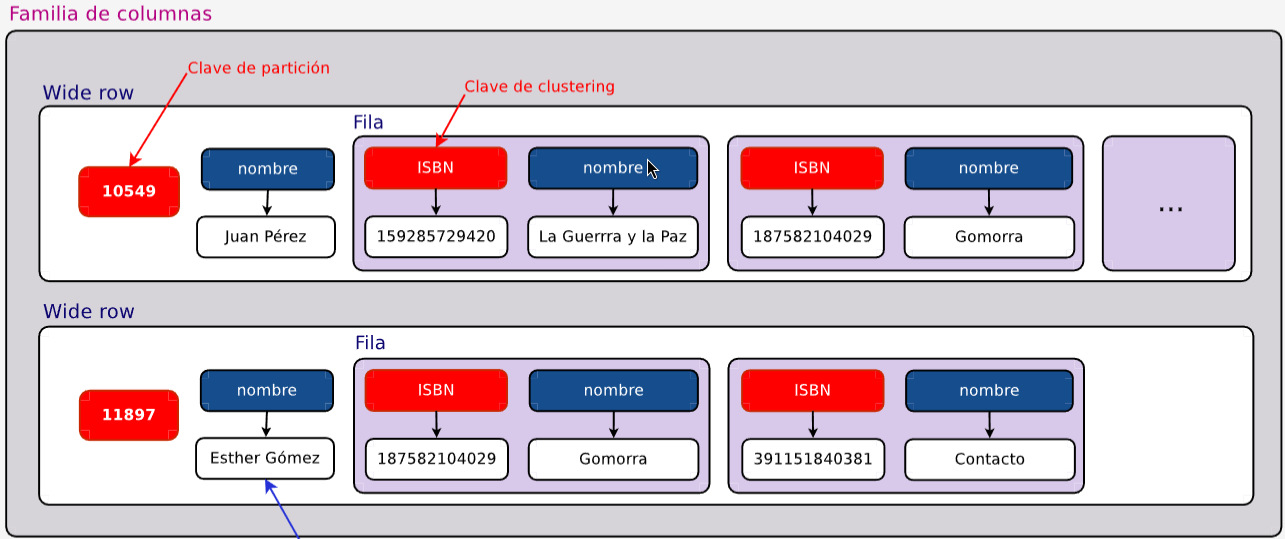 Familia de columnas
Clave de partición
Clave de clustering
Wide row
Fila
10549
nombre
ISBN
nombre
ISBN
nombre
...
Juan Pérez
159285729420
La Guerrra y la Paz
187582104029
Gomorra
Wide row
Fila
11897
nombre
ISBN
nombre
ISBN
nombre
Esther Gómez
187582104029
Gomorra
391151840381
Contacto